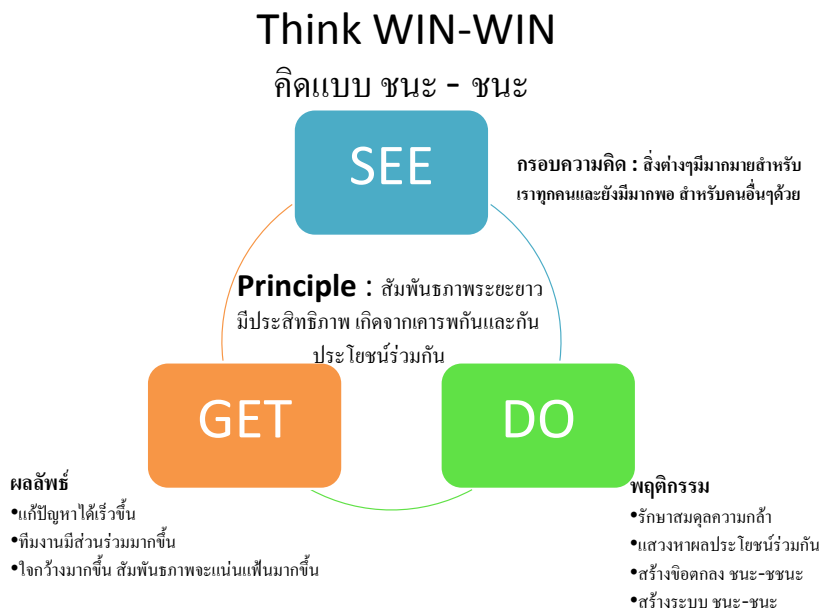 Think WIN-WIN
คิดแบบ ชนะ - ชนะ
SEE
กรอบความคิด : สิ่งต่างๆมีมากมายสำหรับ
เราทุกคนและยังมีมากพอ สำหรับคนอื่นๆด้วย
Principle : สัมพันธภาพระยะยาว
มีประสิทธิภาพ เกิดจากเคารพกันและกัน
ประโยชน์ร่วมกัน
GET
DO
ผลลัพธ์
•แก้ปัญหาได้เร็วขึ้น
•ทีมงานมีส่วนร่วมมากขึ้น
•ใจกว้างมากขึ้น สัมพันธภาพจะแน่นแฟ้นมากขึ้น
พฤติกรรม
•รักษาสมดุลความกล้า
•แสวงหาผลประโยชน์ร่วมกัน
•สร้างข้อตกลง ชนะ-ชชนะ
•สร้างระบบ ชนะ-ชนะ